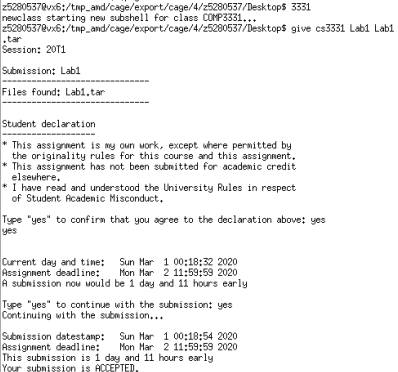 z5280537@vx6:/tmp_amd/cage/export/cage/4/z5280537/Desktop$ 3331
newclass starting new subshell for class COMP3331...
z5280537@vx6:/tmp_amd/cage/export/cage/4/z5280537/Desktop$ give cs3331 Lab1 Lab1
.tar
Session: 20T1
Submission: Lab1
------------------------------
Files found: Lab1.tar
------------------------------
Student declaration
-------------------
* This assignment is my own work, except where permitted by
the originality rules for this course and this assignment.
* This assignment has not been submitted for academic credit
elsewhere.
* I have read and understood the University Rules in respect
of Student Academic Misconduct.
Type "yes" to confirm that you agree to the declaration above: yes
yes
Current day and time: Sun Mar 1 00:18:32 2020
Assignment deadline: Mon Mar 2 11:59:59 2020
A submission now would be 1 day and 11 hours early
Type "yes" to continue with the submission: yes
Continuing with the submission...
Submission datestamp: Sun Mar 1 00:18:54 2020
Assignment deadline: Mon Mar 2 11:59:59 2020
This submission is 1 day and 11 hours early
Your submission is ACCEPTED.